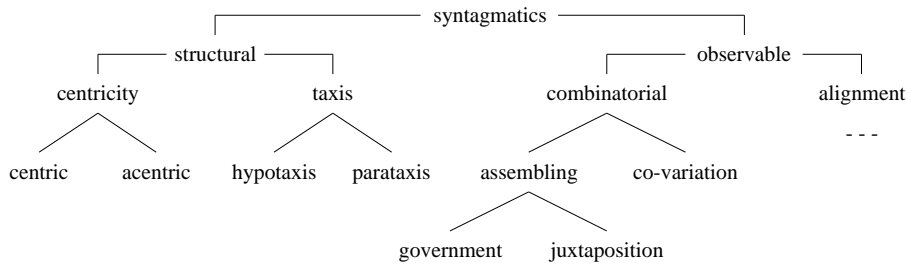 syntagmatics
structural observable
centricity taxis combinatorial alignment
- - -
centric acentric hypotaxis parataxis assembling co-variation
government juxtaposition